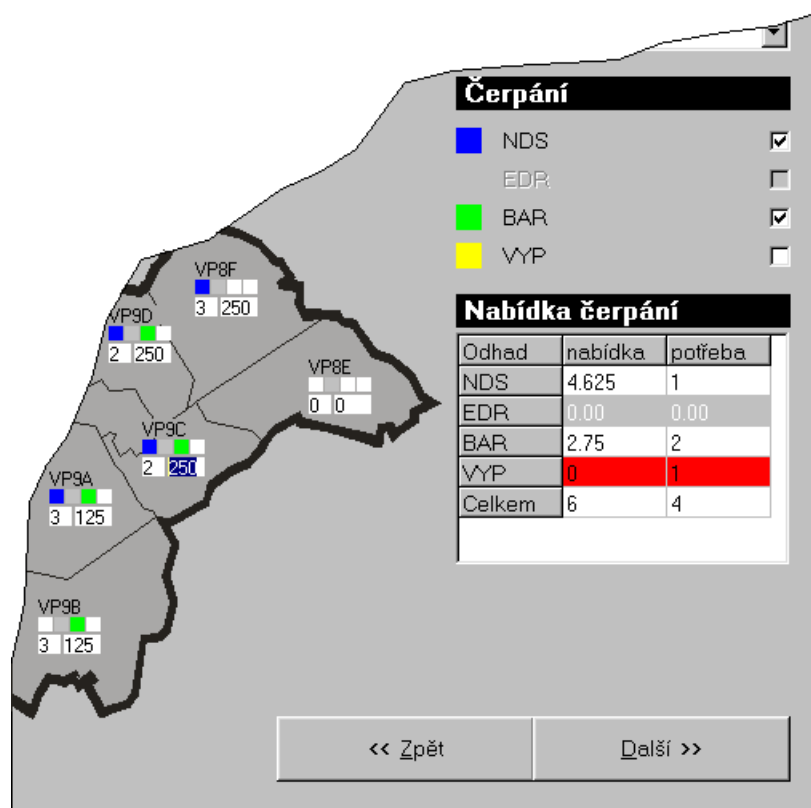 Čerpání
NDS
EDR
BAR
VYP
Nabídka čerpání
Odhad nabídka potřeba
NDS 4.625 1
EDR 0.00 0.00
BAR 2.75 2
VYP 0 1
Celkem 6 4
VP8F
3 250
VP9D
2 250
VP8E
0 0
VP9C
2 250
VP9A
3 125
VP9B
3 125
<< Zpět
Další >>